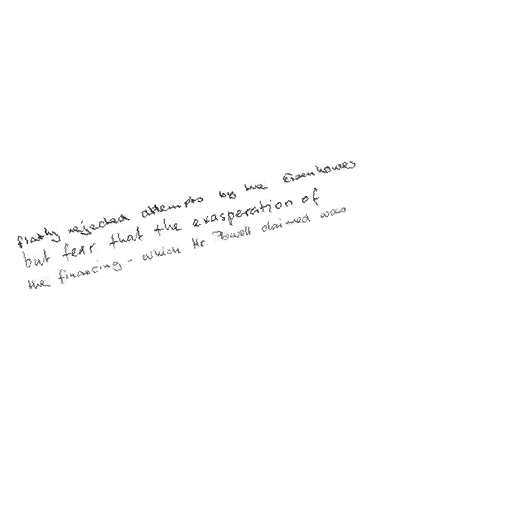 flatly rejected attempts by the Eisenhower
but fear that the exasperation of
the financing - which Mr. Powell claimed was